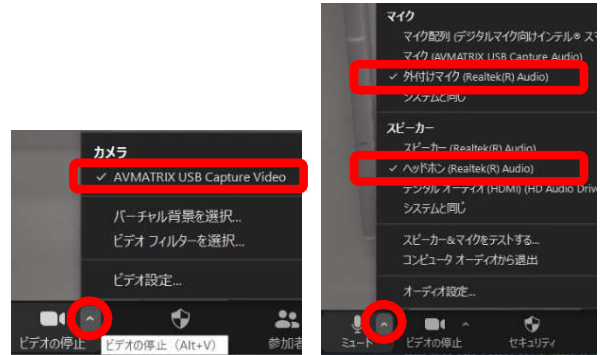 カメラ
✓ AVMATRIX USB Capture Video
バーチャル背景を選択...
ビデオ フィルターを選択...
ビデオ設定...
ビデオの停止
ビデオの停止 (Alt+V)
参加者
マイク
マイク配列 (デジタルマイク向けインテル® ス
マイク (AVMATRIX USB Capture Audio)
✓ 外付けマイク (Realtek(R) Audio)
システムと同じ
スピーカー
スピーカー (Realtek(R) Audio)
✓ ヘッドホン (Realtek(R) Audio)
デジタル オーディオ (HDMI) (HD Audio Drive
システムと同じ
スピーカー&マイクをテストする...
コンピュータ オーディオから退出
オーディオ設定...
ミュート
ビデオの停止
セキュリティ